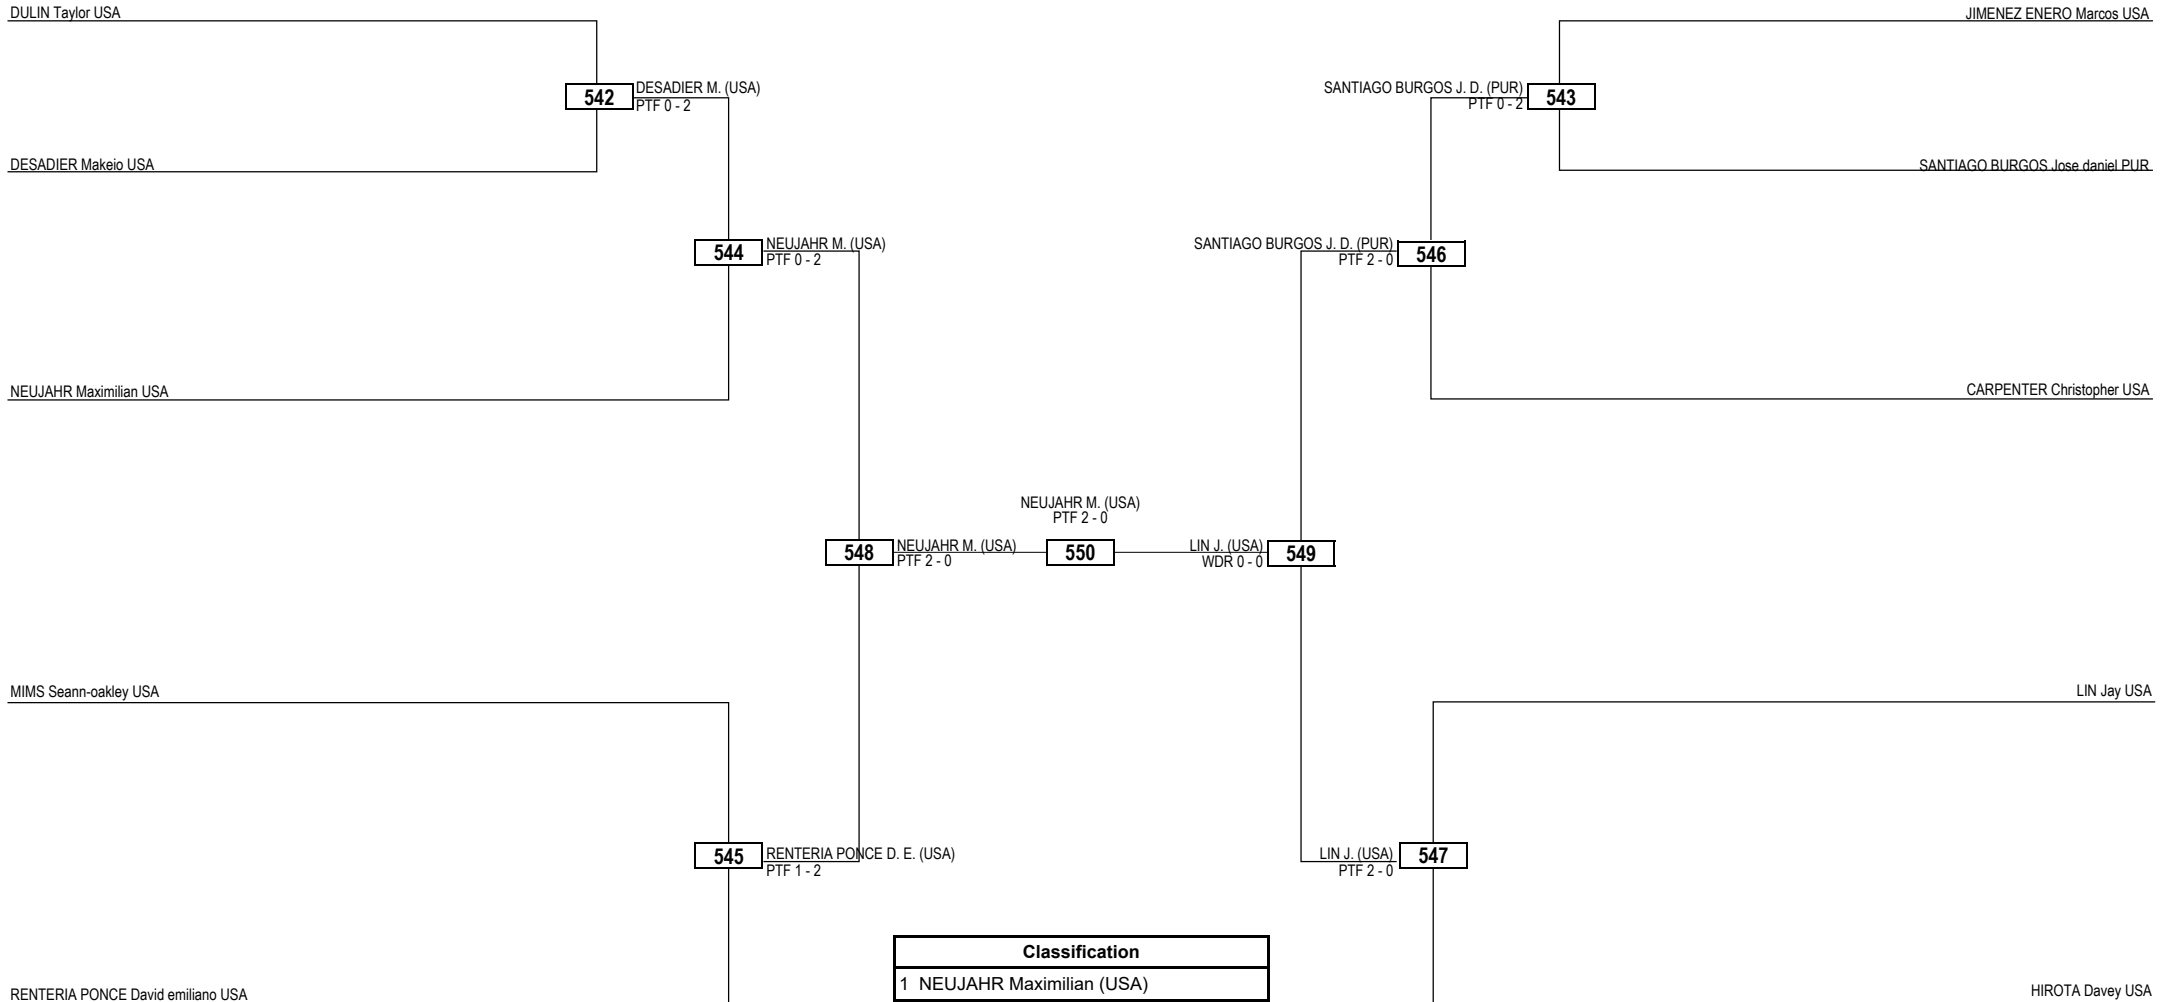 DULIN Taylor USA
JIMENEZ ENERO Marcos USA
542
DESADIER M. (USA)
PTF 0 - 2
SANTIAGO BURGOS J. D. (PUR)
PTF 0 - 2
543
DESADIER Makeio USA
SANTIAGO BURGOS Jose daniel PUR
544
NEUJAHR M. (USA)
PTF 0 - 2
SANTIAGO BURGOS J. D. (PUR)
PTF 2 - 0
546
NEUJAHR Maximilian USA
CARPENTER Christopher USA
NEUJAHR M. (USA)
PTF 2 - 0
548
NEUJAHR M. (USA)
PTF 2 - 0
550
LIN J. (USA)
WDR 0 - 0
549
MIMS Seann-oakley USA
LIN Jay USA
545
RENTERIA PONCE D. E. (USA)
PTF 1 - 2
LIN J. (USA)
PTF 2 - 0
547
Classification
1 NEUJAHR Maximilian (USA)
RENTERIA PONCE David emiliano USA
HIROTA Davey USA